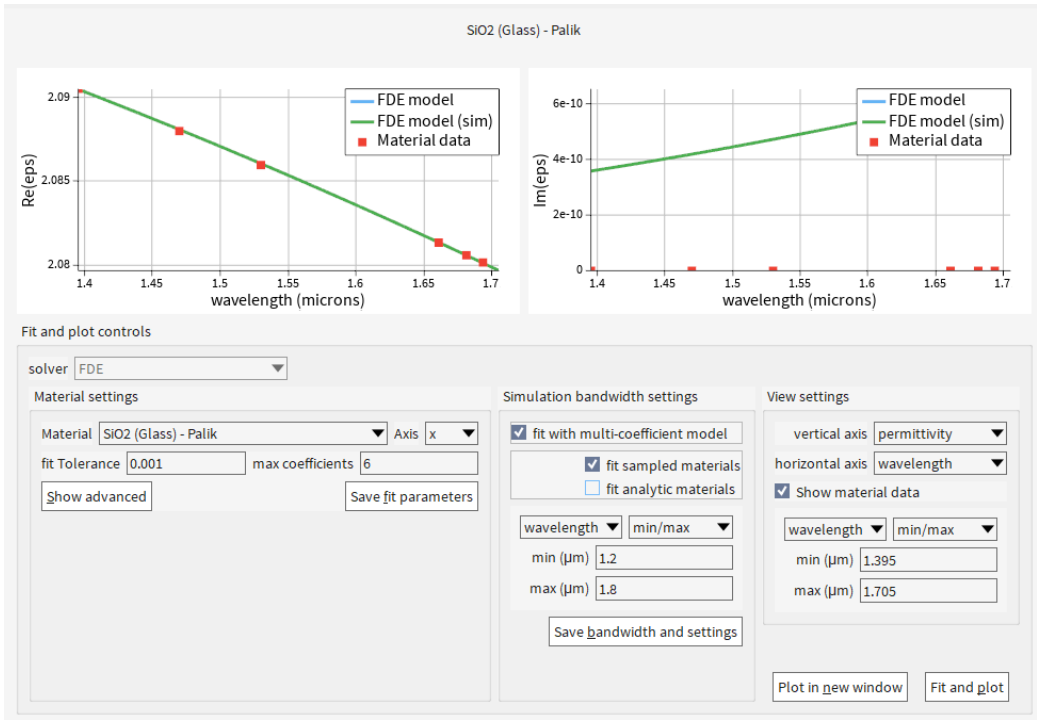 SiO2 (Glass) - Palik
2.09
2.085
2.08
Re(eps)
1.4 1.45 1.5 1.55 1.6 1.65 1.7
wavelength (microns)
FDE model
FDE model (sim)
Material data
6e-10
4e-10
2e-10
0
Im(eps)
1.4 1.45 1.5 1.55 1.6 1.65 1.7
wavelength (microns)
FDE model
FDE model (sim)
Material data
Fit and plot controls
solver FDE
Material settings
Material SiO2 (Glass) - Palik Axis x
fit Tolerance 0.001 max coefficients 6
Show advanced Save fit parameters
Simulation bandwidth settings
fit with multi-coefficient model
fit sampled materials
fit analytic materials
wavelength min/max
min (μm) 1.2
max (μm) 1.8
Save bandwidth and settings
View settings
vertical axis permittivity
horizontal axis wavelength
Show material data
wavelength min/max
min (μm) 1.395
max (μm) 1.705
Plot in new window Fit and plot